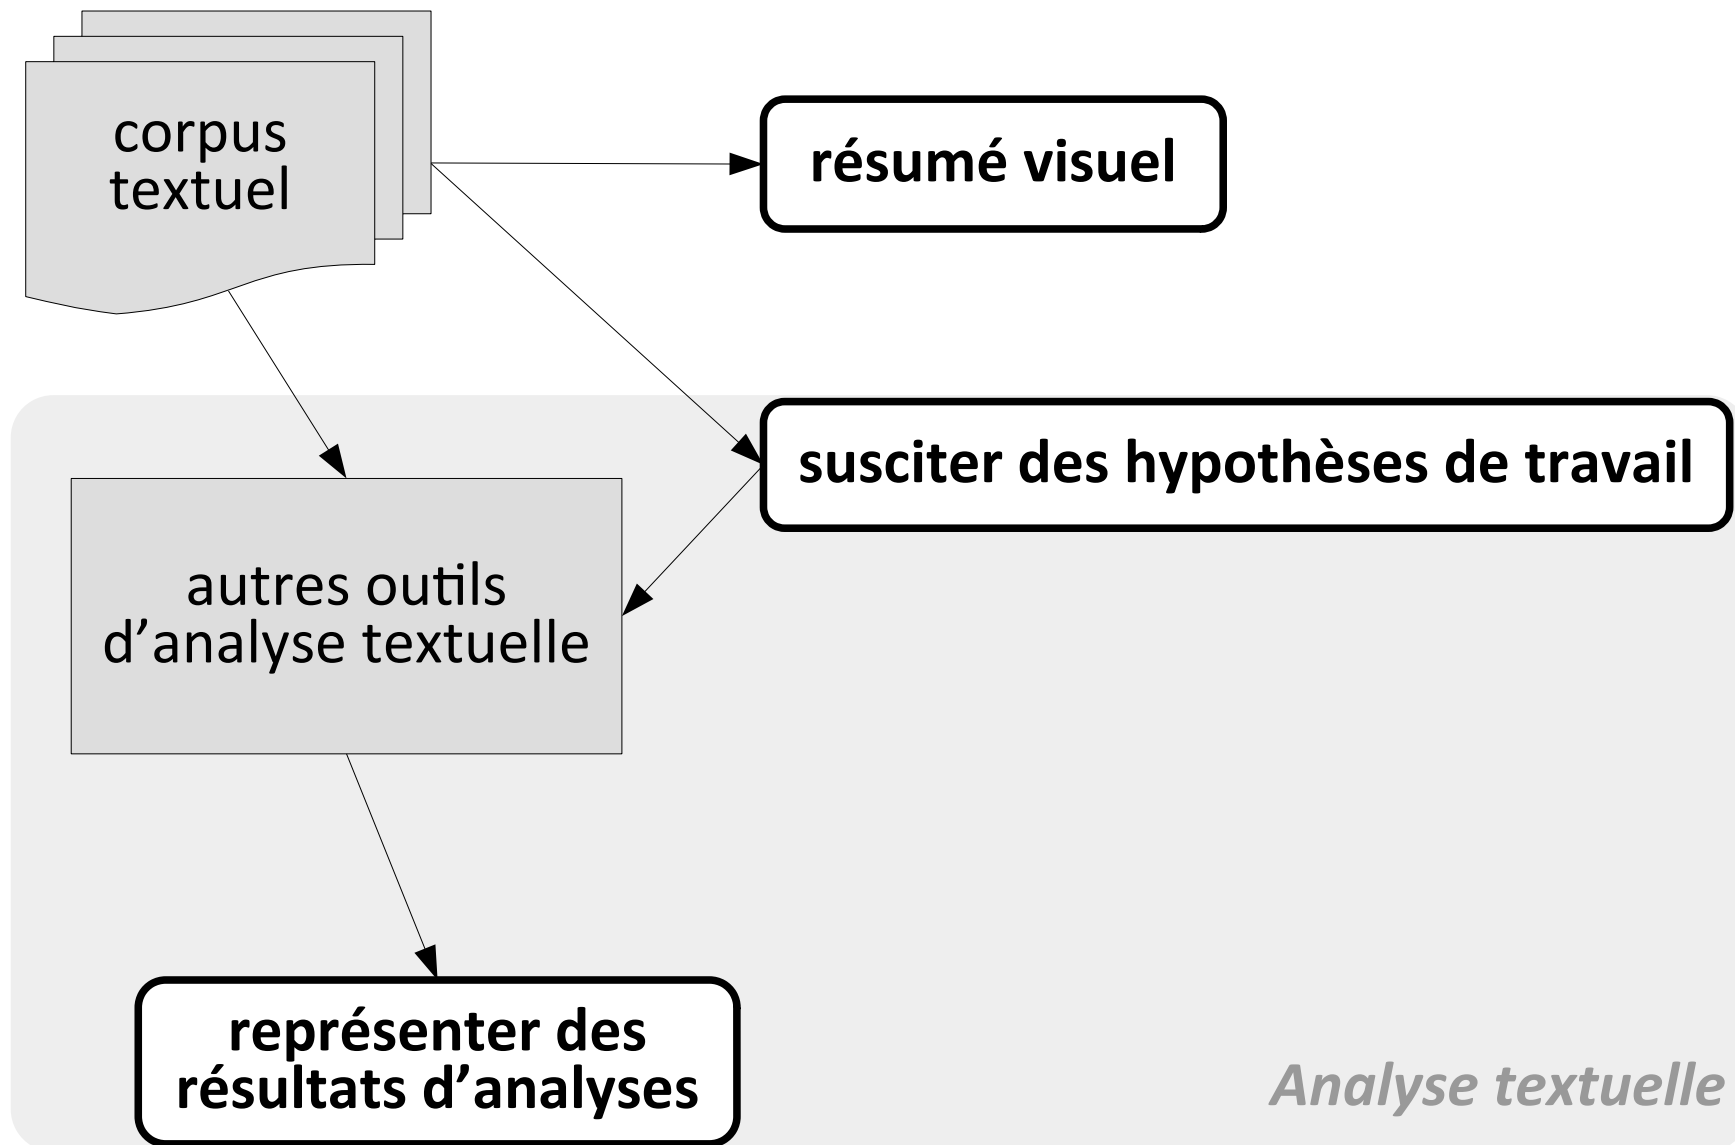 corpus
textuel
résumé visuel
susciter des hypothèses de travail
autres outils
d’analyse textuelle
représenter des
résultats d’analyses
Analyse textuelle